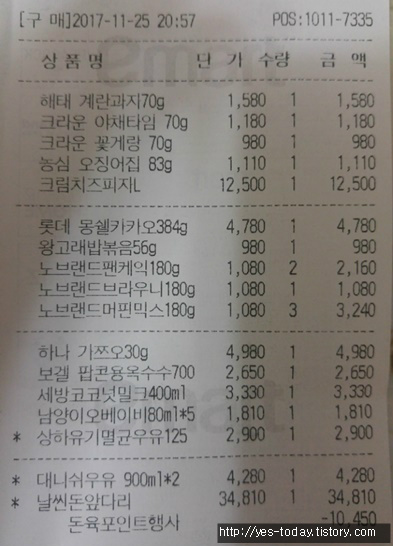 [구 매]2017-11-25 20:57 POS:1011-7335
상품명 단 가 수량 금 액
해태 계란과자70g 1,580 1 1,580
크라운 야채타임 70g 1,180 1 1,180
크라운 꽃게랑 70g 980 1 980
농심 오징어집 83g 1,110 1 1,110
크림치즈피자L 12,500 1 12,500
롯데 몽쉘카카오384g 4,780 1 4,780
왕고래밥볶음56g 980 1 980
노브랜드팬케익180g 1,080 2 2,160
노브랜드브라우니180g 1,080 1 1,080
노브랜드머핀믹스180g 1,080 3 3,240
하나 가쯔오30g 4,980 1 4,980
보겔 팝콘용옥수수700 2,650 1 2,650
세방코코넛밀크400ml 3,330 1 3,330
남양이오베이비80ml*5 1,810 1 1,810
* 상하유기멸균우유125 2,900 1 2,900
* 대니쉬우유 900ml*2 4,280 1 4,280
* 날씬돈앞다리 34,810 1 34,810
돈육포인트행사 -10,450
http://yes-today.tistory.com